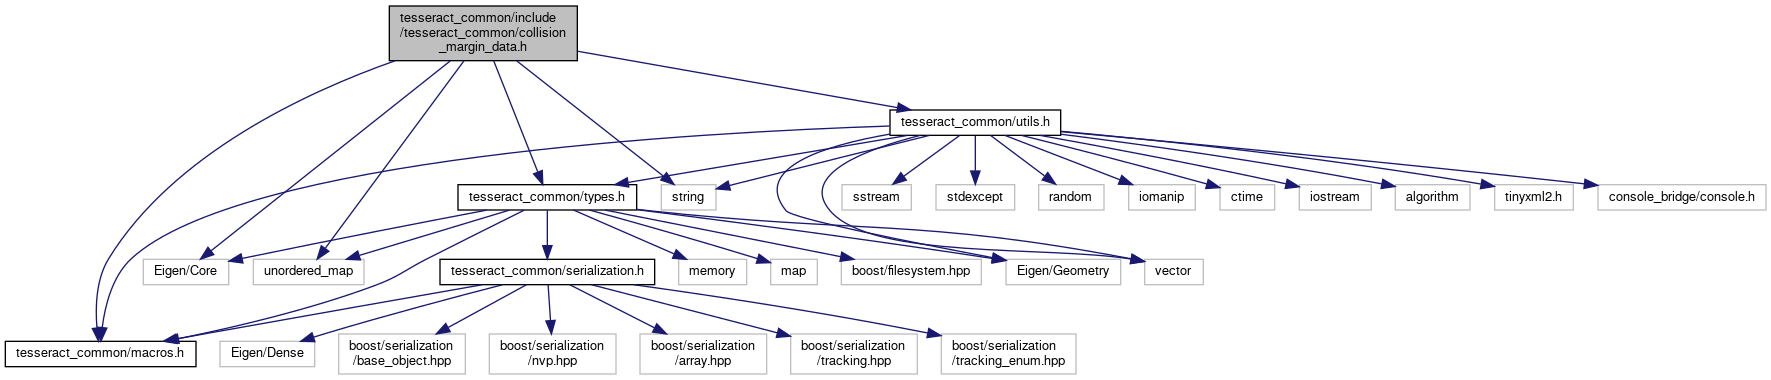 tesseract_common/include
/tesseract_common/collision
_margin_data.h
tesseract_common/utils.h
tesseract_common/types.h
string
sstream
stdexcept
random
iomanip
ctime
iostream
algorithm
tinyxml2.h
console_bridge/console.h
Eigen/Core
unordered_map
tesseract_common/serialization.h
memory
map
boost/filesystem.hpp
Eigen/Geometry
vector
tesseract_common/macros.h
Eigen/Dense
boost/serialization
/base_object.hpp
boost/serialization
/nvp.hpp
boost/serialization
/array.hpp
boost/serialization
/tracking.hpp
boost/serialization
/tracking_enum.hpp